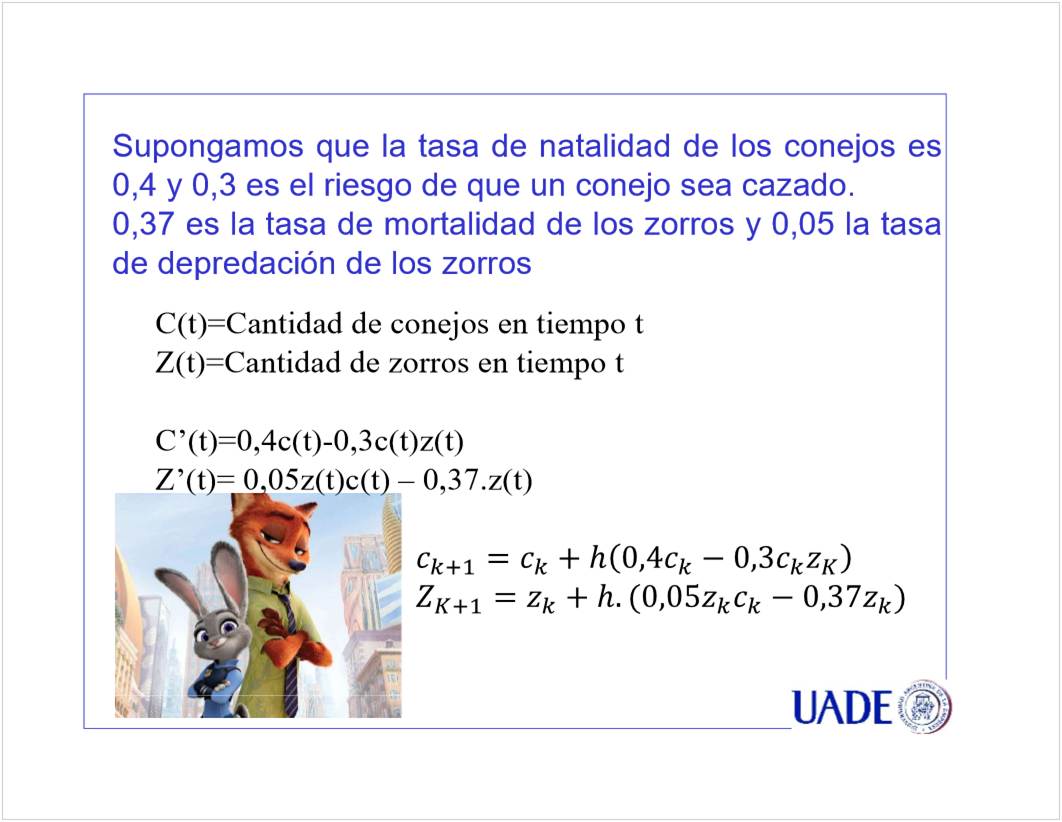 Supongamos que la tasa de natalidad de los conejos es
0,4 y 0,3 es el riesgo de que un conejo sea cazado.
0,37 es la tasa de mortalidad de los zorros y 0,05 la tasa
de depredación de los zorros
C(t)=Cantidad de conejos en tiempo t
Z(t)=Cantidad de zorros en tiempo t
C’(t)=0,4c(t)-0,3c(t)z(t)
Z’(t)= 0,05z(t)c(t) – 0,37.z(t)
c_{k+1} = c_k + h(0,4c_k − 0,3c_k z_K)
Z_{K+1} = z_k + h. (0,05z_k c_k − 0,37z_k)
UADE